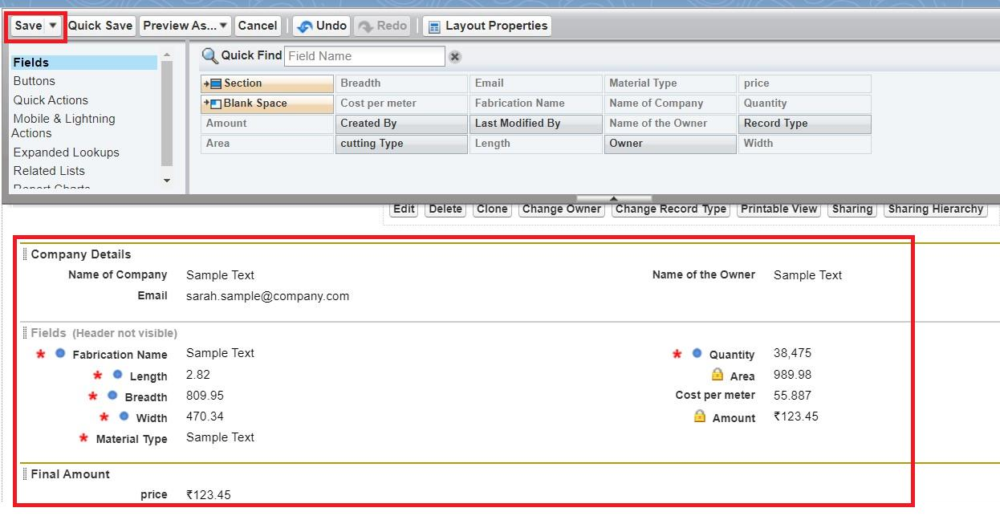 Save Quick Save Preview As... Cancel Undo Redo Layout Properties
Fields
Buttons
Quick Actions
Mobile & Lightning
Actions
Expanded Lookups
Related Lists
Report Charts
Quick Find Field Name
Section Breadth Email Material Type price
Blank Space Cost per meter Fabrication Name Name of Company Quantity
Amount Created By Last Modified By Name of the Owner Record Type
Area cutting Type Length Owner Width
Edit Delete Clone Change Owner Change Record Type Printable View Sharing Sharing Hierarchy
Company Details
Name of Company Sample Text Name of the Owner Sample Text
Email sarah.sample@company.com
Fields (Header not visible)
* Fabrication Name Sample Text * Quantity 38,475
* Length 2.82 Area 989.98
* Breadth 809.95 Cost per meter 55.887
* Width 470.34 Amount ₹123.45
* Material Type Sample Text
Final Amount
price ₹123.45